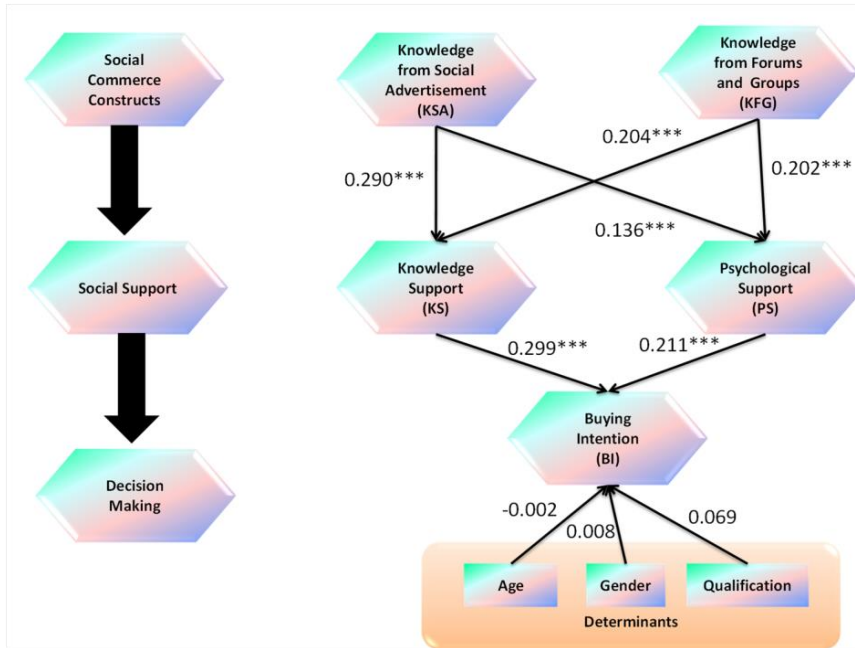 Social
Commerce
Constructs
Knowledge
from Social
Advertisement
(KSA)
Knowledge
from Forums
and Groups
(KFG)
0.204***
0.290***
0.202***
0.136***
Social Support
Knowledge
Support
(KS)
Psychological
Support
(PS)
0.299***
0.211***
Buying
Intention
(BI)
Decision
Making
-0.002
0.008
0.069
Age
Gender
Qualification
Determinants